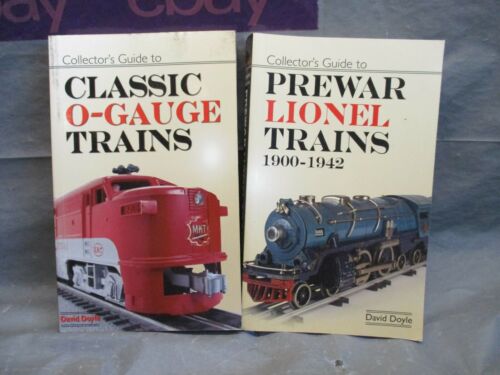 ebay
Collector's Guide to
CLASSIC
O-GAUGE
TRAINS
MKT
David Doyle
Collector's Guide to
PREWAR
LIONEL
TRAINS
1900-1942
David Doyle